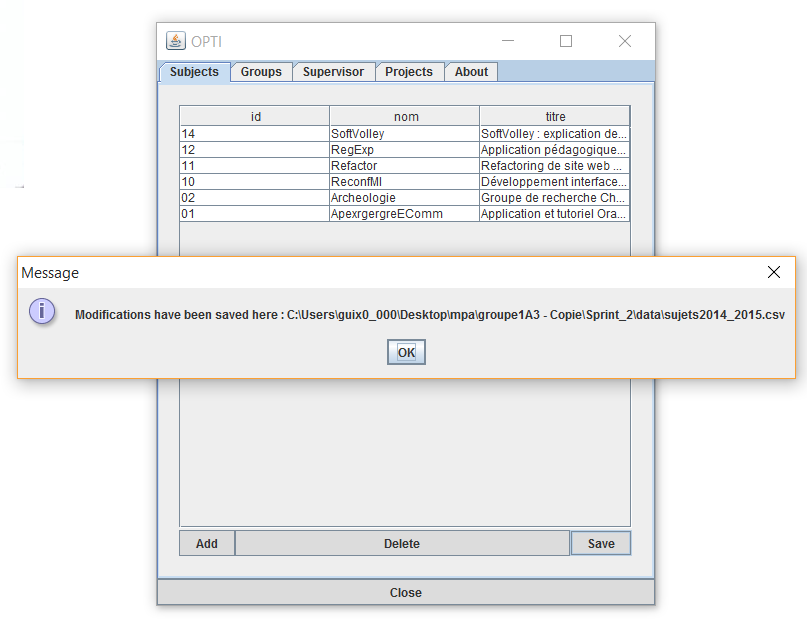 OPTI
Subjects Groups Supervisor Projects About
id nom titre
14 SoftVolley SoftVolley : explication de...
12 RegExp Application pédagogique...
11 Refactor Refactoring de site web ...
10 ReconfMI Développement interface...
02 Archeologie Groupe de recherche Ch...
01 ApexrgergreEComm Application et tutoriel Ora...
Message
Modifications have been saved here : C:\Users\guix0_000\Desktop\mpa\groupe1A3 - Copie\Sprint_2\data\sujets2014_2015.csv
OK
Add Delete Save
Close